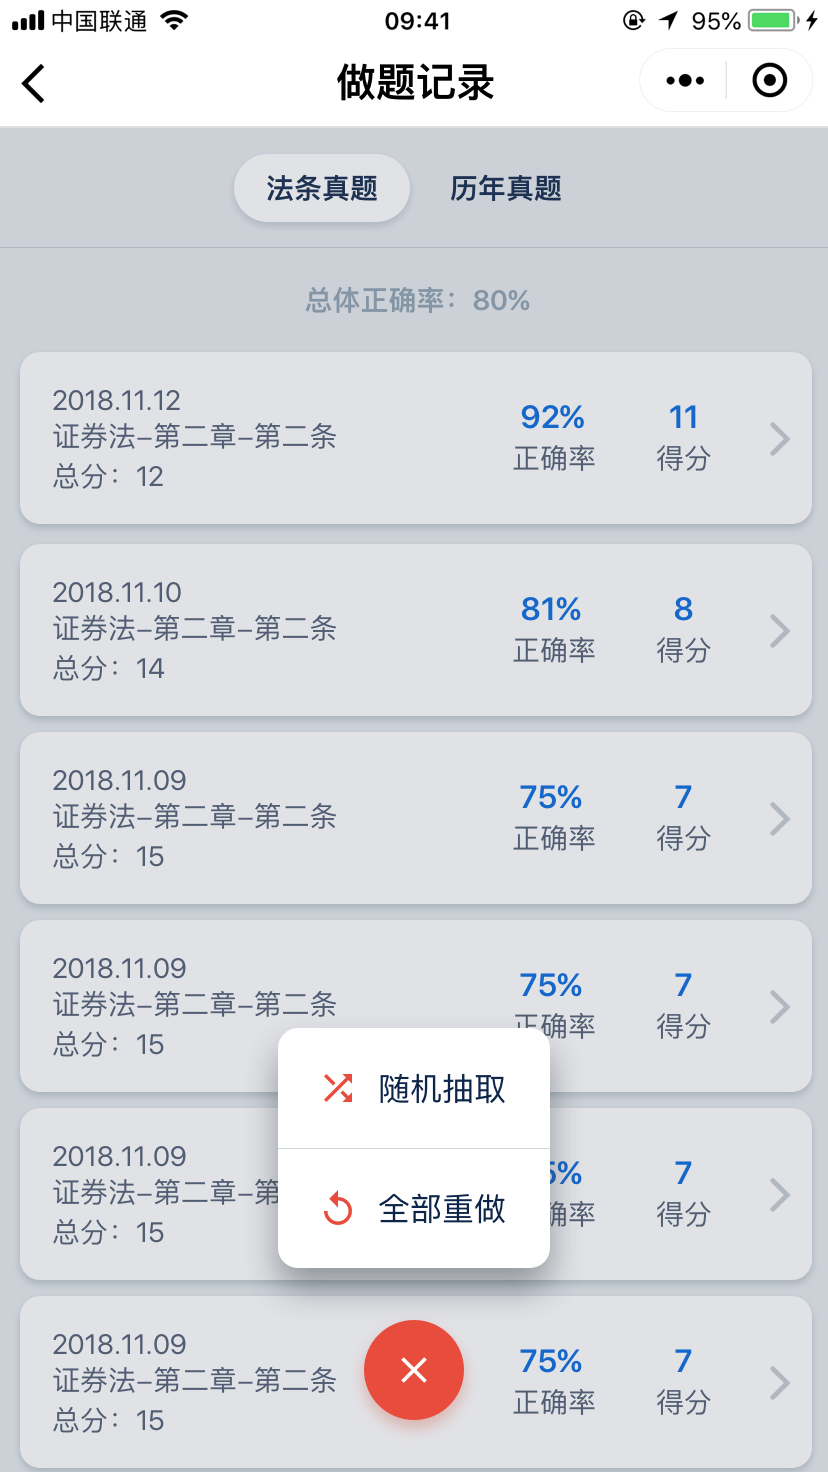 中国联通 09:41 95%
做题记录
法条真题 历年真题
总体正确率：80%
2018.11.12
证券法-第二章-第二条
总分：12
92% 11
正确率 得分
2018.11.10
证券法-第二章-第二条
总分：14
81% 8
正确率 得分
2018.11.09
证券法-第二章-第二条
总分：15
75% 7
正确率 得分
2018.11.09
证券法-第二章-第二条
总分：15
75% 7
正确率 得分
随机抽取
2018.11.09
证券法-第二章-第
总分：15
5% 7
确率 得分
全部重做
2018.11.09
证券法-第二章-第二条
总分：15
75% 7
正确率 得分